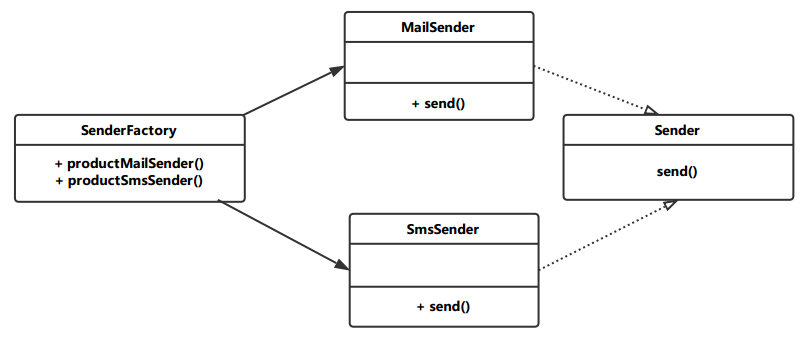 MailSender
+ send()
SenderFactory
+ productMailSender()
+ productSmsSender()
Sender
send()
SmsSender
+ send()